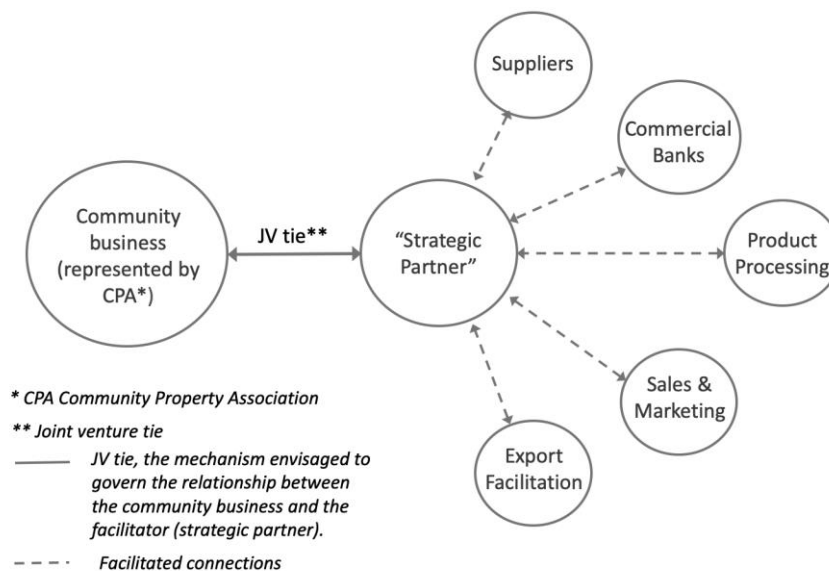 Suppliers
Commercial
Banks
Community
business
(represented by
CPA*)
JV tie**
“Strategic
Partner”
Product
Processing
Sales &
Marketing
Export
Facilitation
* CPA Community Property Association
** Joint venture tie
JV tie, the mechanism envisaged to
govern the relationship between
the community business and the
facilitator (strategic partner).
Facilitated connections